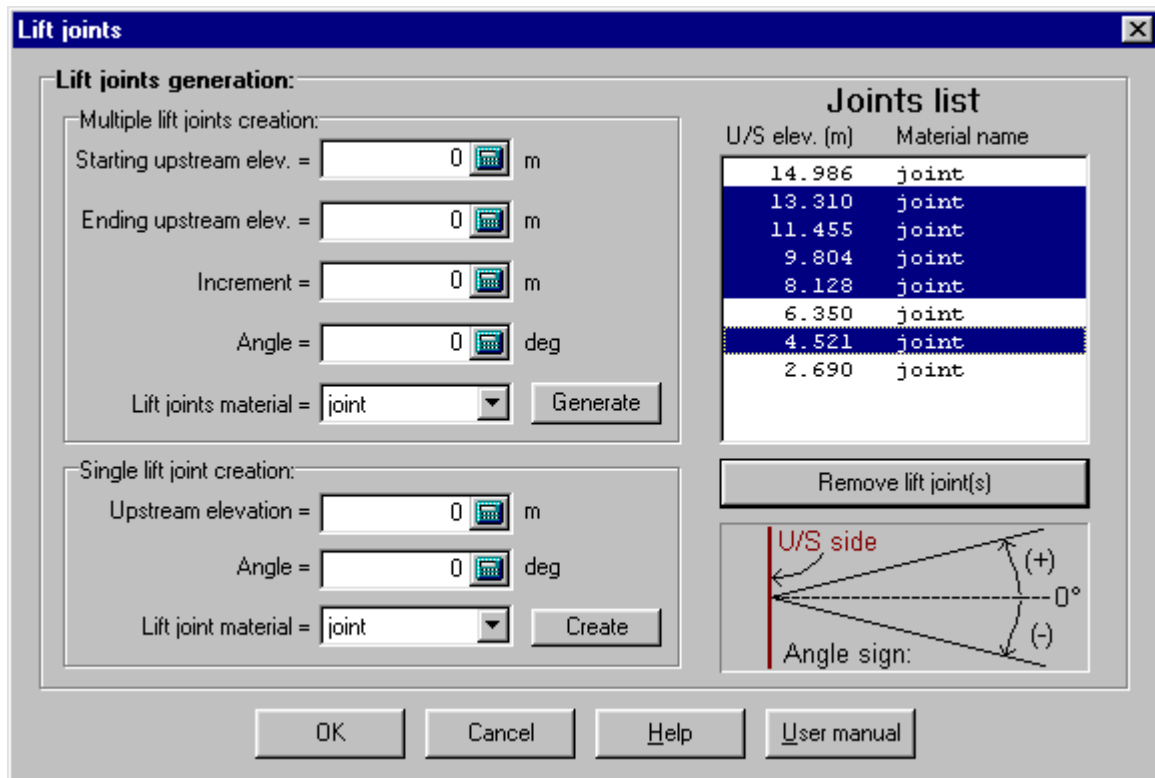 Lift joints
Lift joints generation:
Multiple lift joints creation:
Starting upstream elev. = 0 m
Ending upstream elev. = 0 m
Increment = 0 m
Angle = 0 deg
Lift joints material = joint Generate
Single lift joint creation:
Upstream elevation = 0 m
Angle = 0 deg
Lift joint material = joint Create
Joints list
U/S elev. (m) Material name
14.986 joint
13.310 joint
11.455 joint
9.804 joint
8.128 joint
6.350 joint
4.521 joint
2.690 joint
Remove lift joint(s)
U/S side
(+)
0°
(-)
Angle sign:
OK Cancel Help User manual